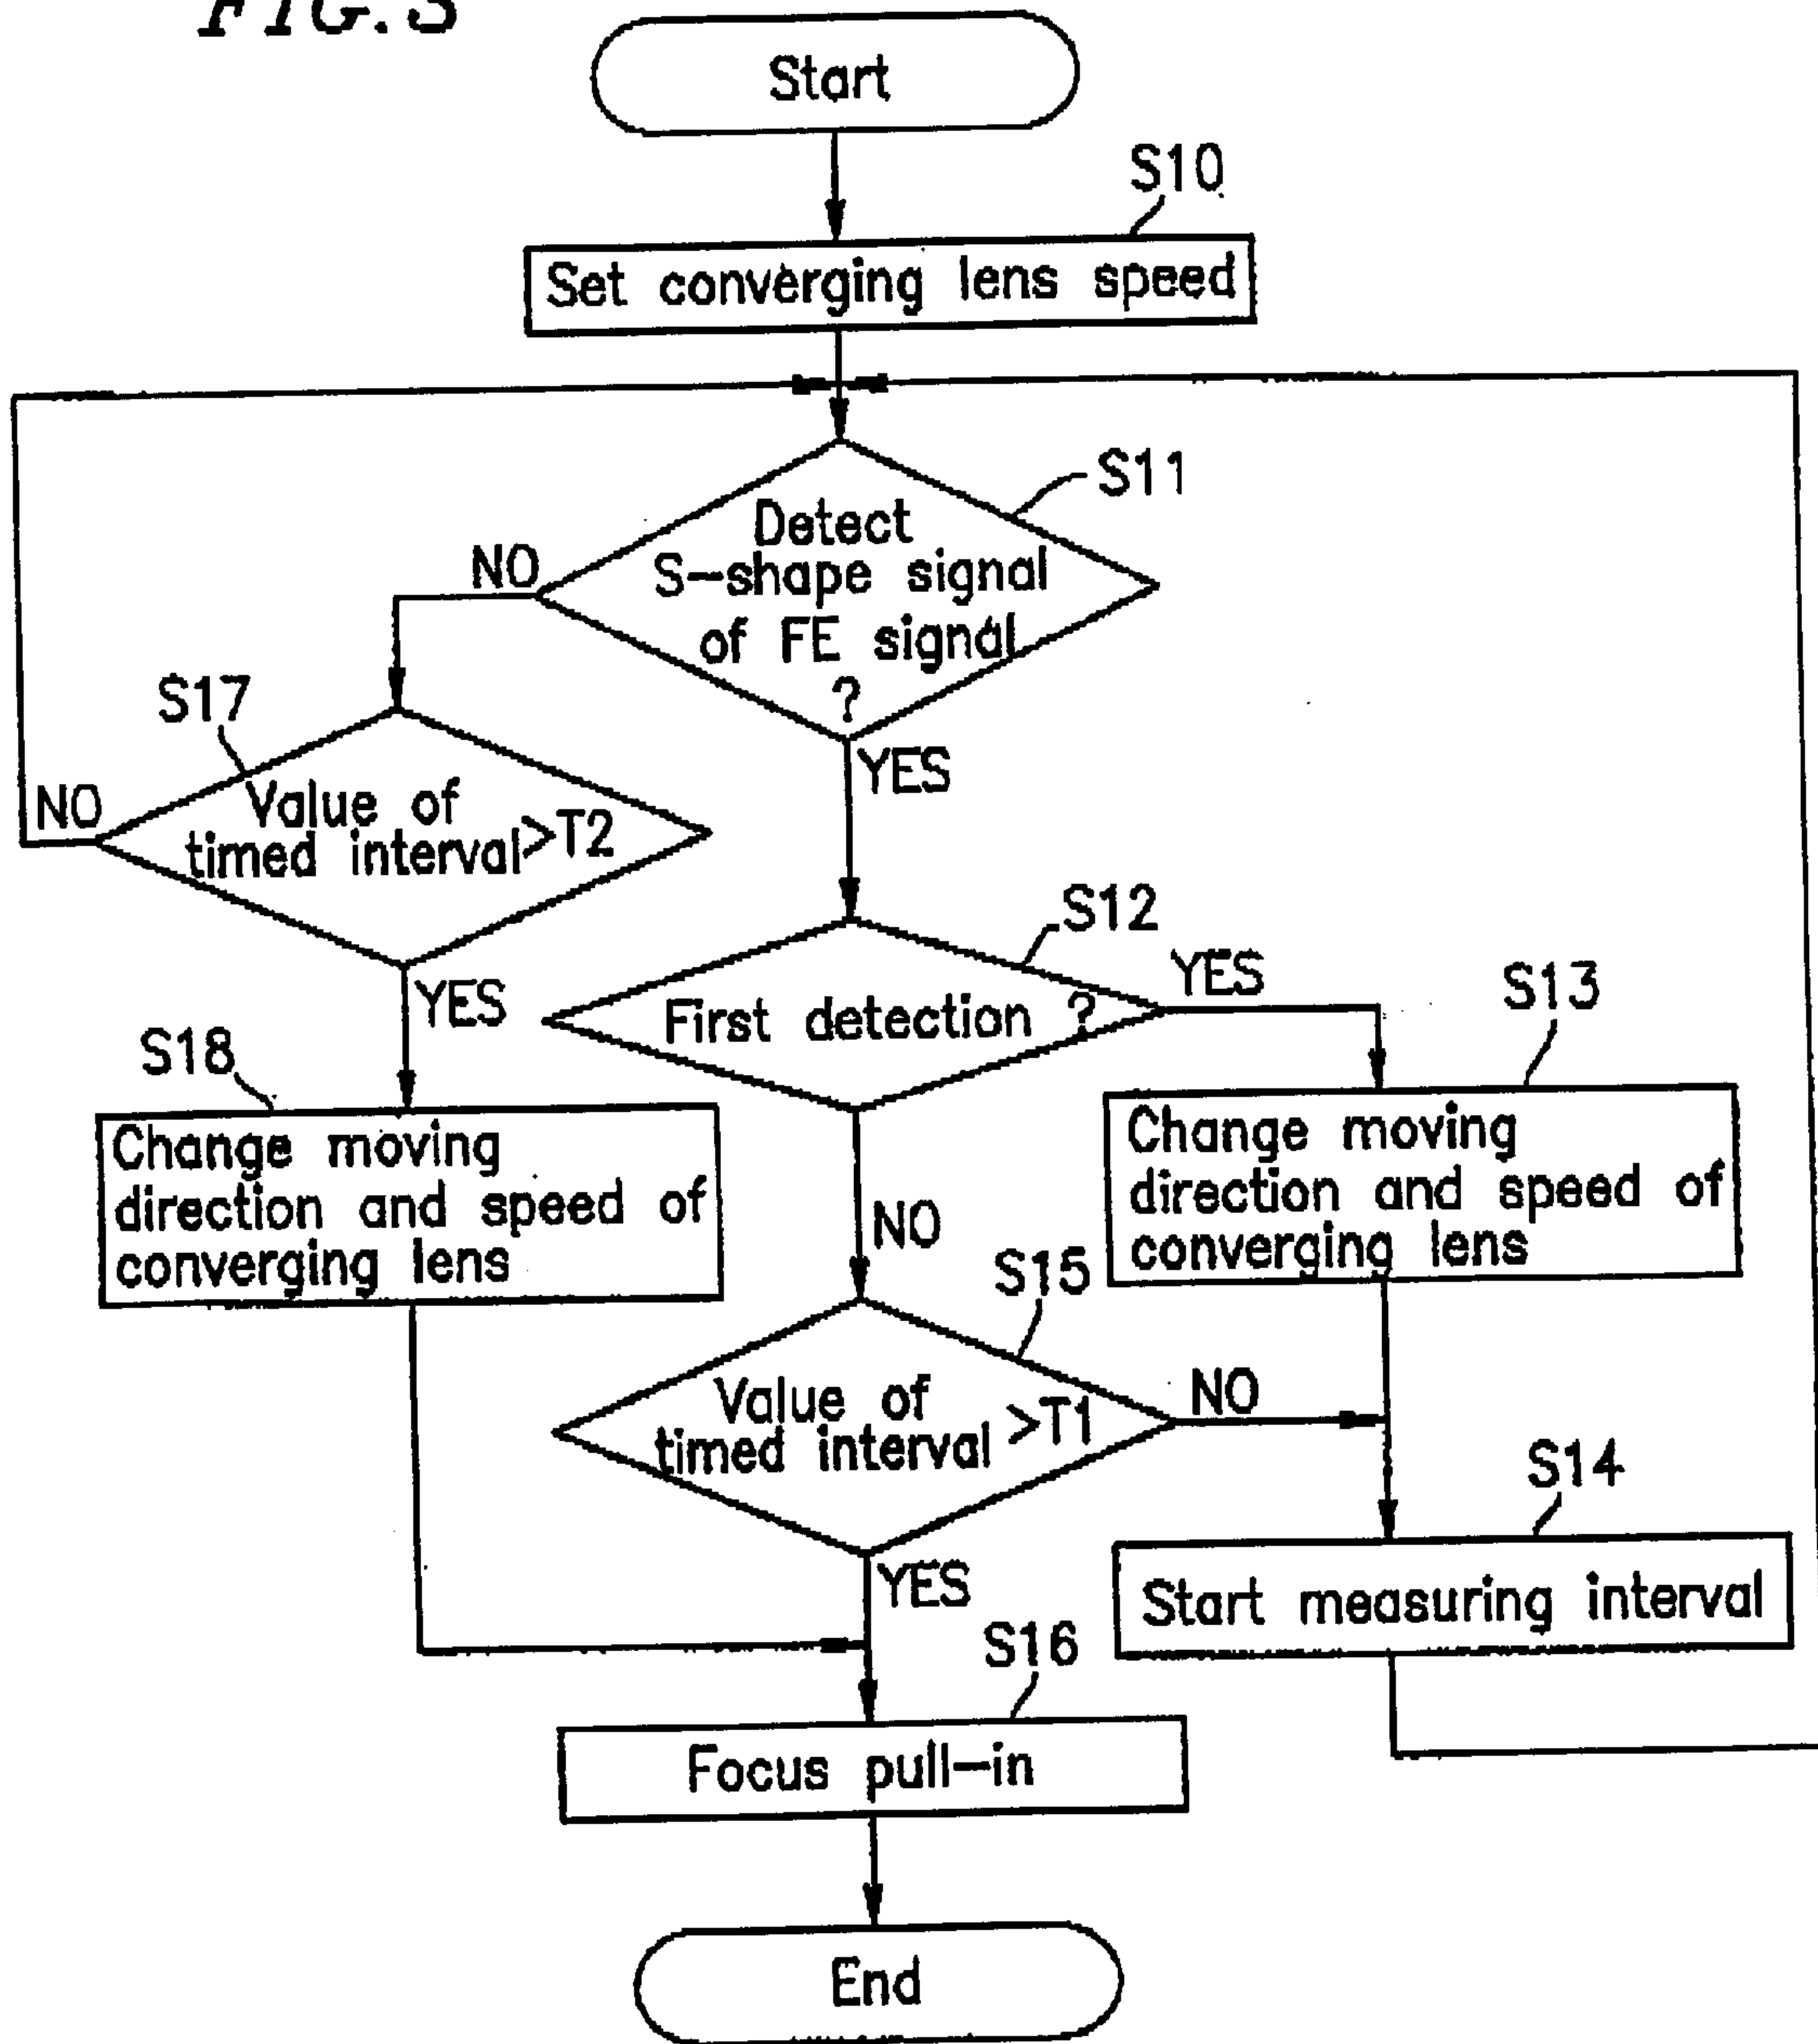 FIG. 3
Start
S10
Set converging lens speed
S11
Detect
S-shape signal
of FE signal
?
NO
YES
S17
Value of
timed interval >T2
NO
YES
S12
First detection ?
YES
NO
S13
Change moving
direction and speed of
converging lens
S18
Change moving
direction and speed of
converging lens
S15
Value of
timed interval >T1
NO
YES
S14
Start measuring interval
S16
Focus pull-in
End